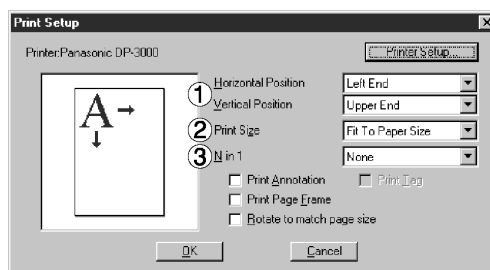 Print Setup
Printer:Panasonic DP-3000
Printer Setup...
A
1
Horizontal Position
Left End
Vertical Position
Upper End
2 Print Size
Fit To Paper Size
3 N in 1
None
Print Annotation
Print Tag
Print Page Frame
Rotate to match page size
OK
Cancel